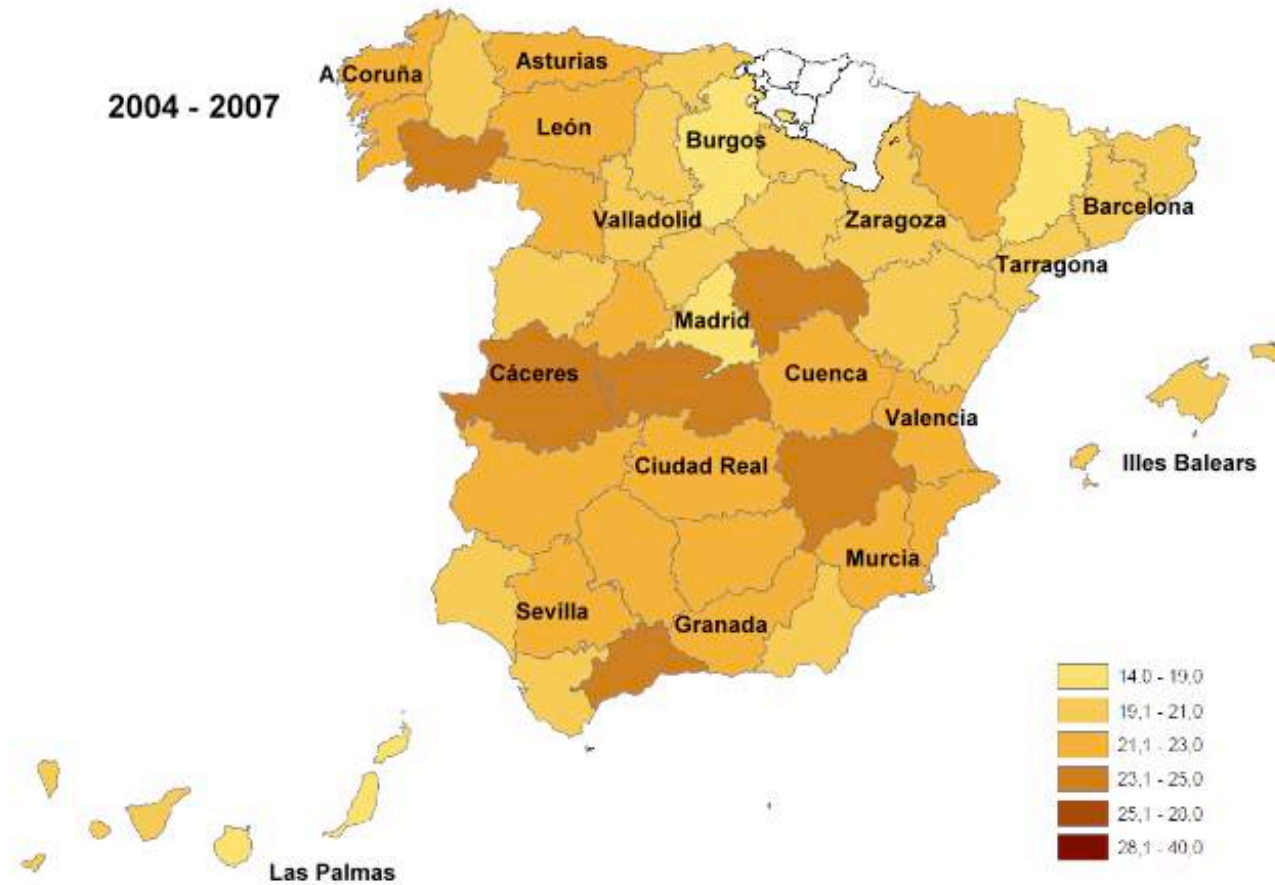 2004 - 2007
A Coruña
Asturias
León
Burgos
Valladolid
Zaragoza
Barcelona
Tarragona
Madrid
Cáceres
Cuenca
Valencia
Illes Balears
Ciudad Real
Murcia
Sevilla
Granada
Las Palmas
14,0 - 19,0
19,1 - 21,0
21,1 - 23,0
23,1 - 25,0
25,1 - 28,0
28,1 - 40,0